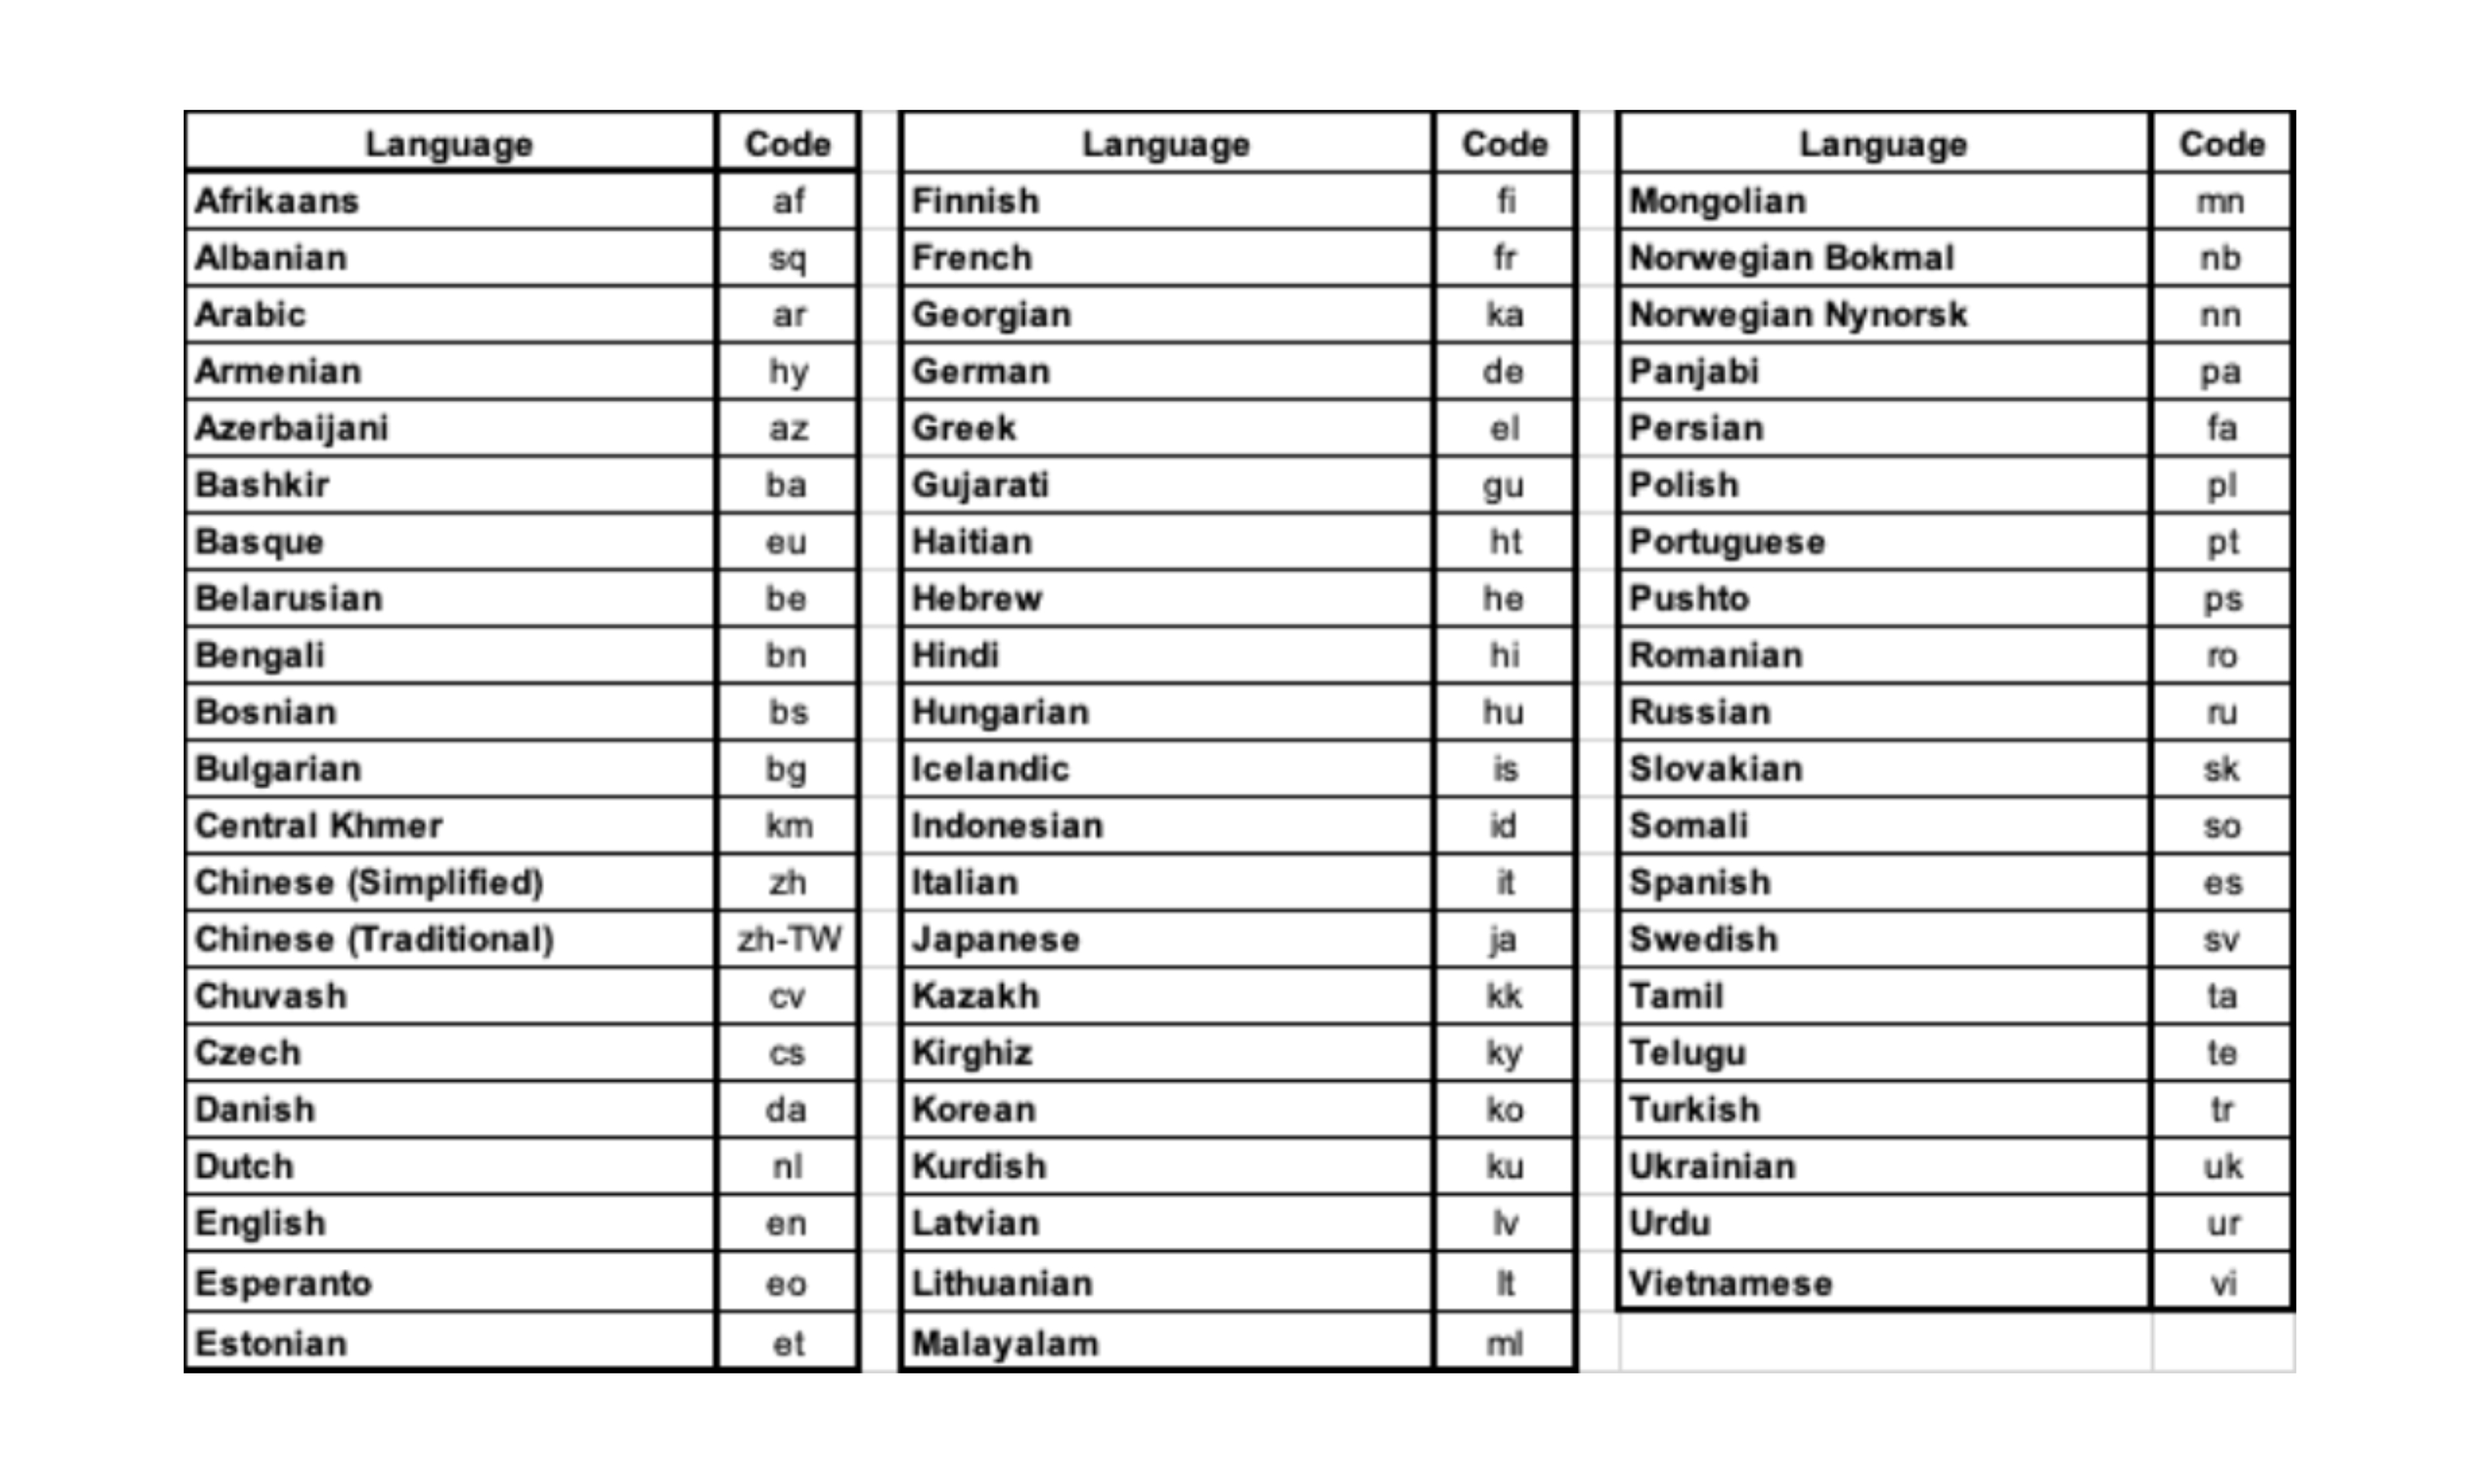 Language Code Language Code Language Code
Afrikaans af Finnish fi Mongolian mn
Albanian sq French fr Norwegian Bokmal nb
Arabic ar Georgian ka Norwegian Nynorsk nn
Armenian hy German de Panjabi pa
Azerbaijani az Greek el Persian fa
Bashkir ba Gujarati gu Polish pl
Basque eu Haitian ht Portuguese pt
Belarusian be Hebrew he Pushto ps
Bengali bn Hindi hi Romanian ro
Bosnian bs Hungarian hu Russian ru
Bulgarian bg Icelandic is Slovakian sk
Central Khmer km Indonesian id Somali so
Chinese (Simplified) zh Italian it Spanish es
Chinese (Traditional) zh-TW Japanese ja Swedish sv
Chuvash cv Kazakh kk Tamil ta
Czech cs Kirghiz ky Telugu te
Danish da Korean ko Turkish tr
Dutch nl Kurdish ku Ukrainian uk
English en Latvian lv Urdu ur
Esperanto eo Lithuanian lt Vietnamese vi
Estonian et Malayalam ml